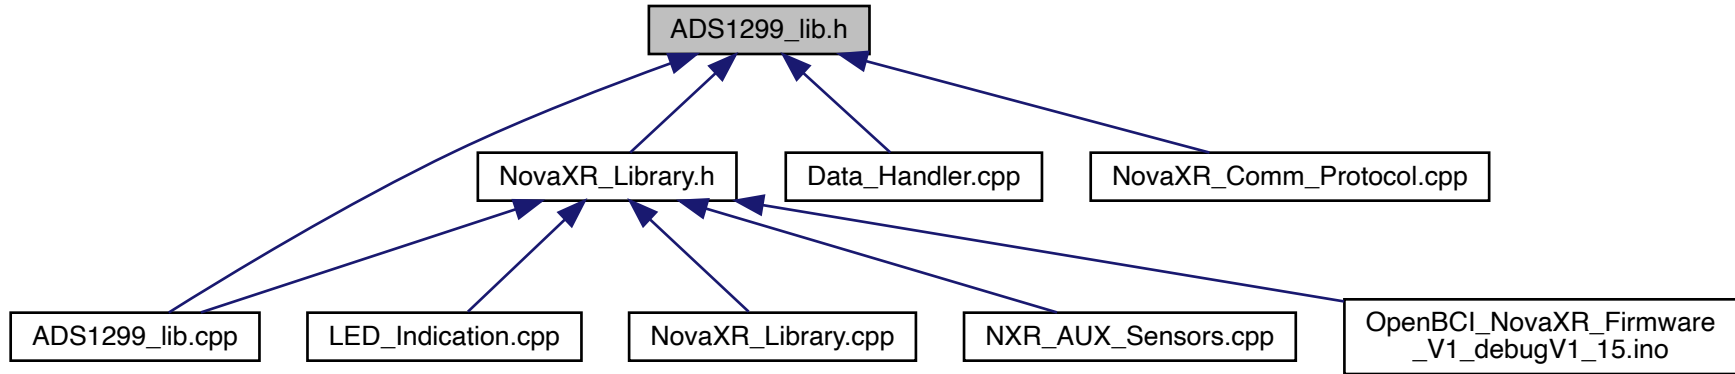 ADS1299_lib.h
NovaXR_Library.h
Data_Handler.cpp
NovaXR_Comm_Protocol.cpp
ADS1299_lib.cpp
LED_Indication.cpp
NovaXR_Library.cpp
NXR_AUX_Sensors.cpp
OpenBCI_NovaXR_Firmware
_V1_debugV1_15.ino